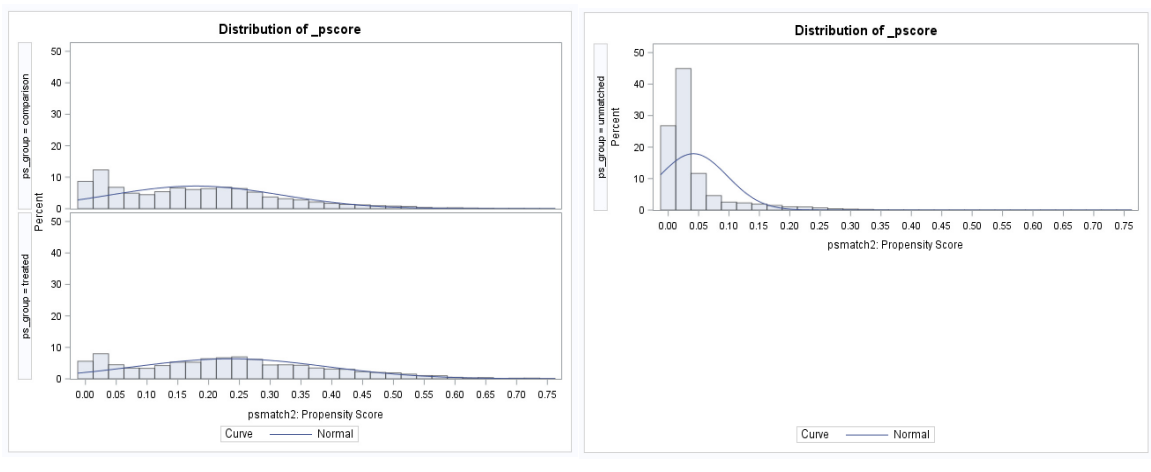 Distribution of _pscore
ps_group = comparison
50
40
30
20
10
0
Percent
ps_group = treated
50
40
30
20
10
0
0.00 0.05 0.10 0.15 0.20 0.25 0.30 0.35 0.40 0.45 0.50 0.55 0.60 0.65 0.70 0.75
psmatch2: Propensity Score
Curve Normal
Distribution of _pscore
ps_group = unmatched
Percent
50
40
30
20
10
0
0.00 0.05 0.10 0.15 0.20 0.25 0.30 0.35 0.40 0.45 0.50 0.55 0.60 0.65 0.70 0.75
psmatch2: Propensity Score
Curve Normal